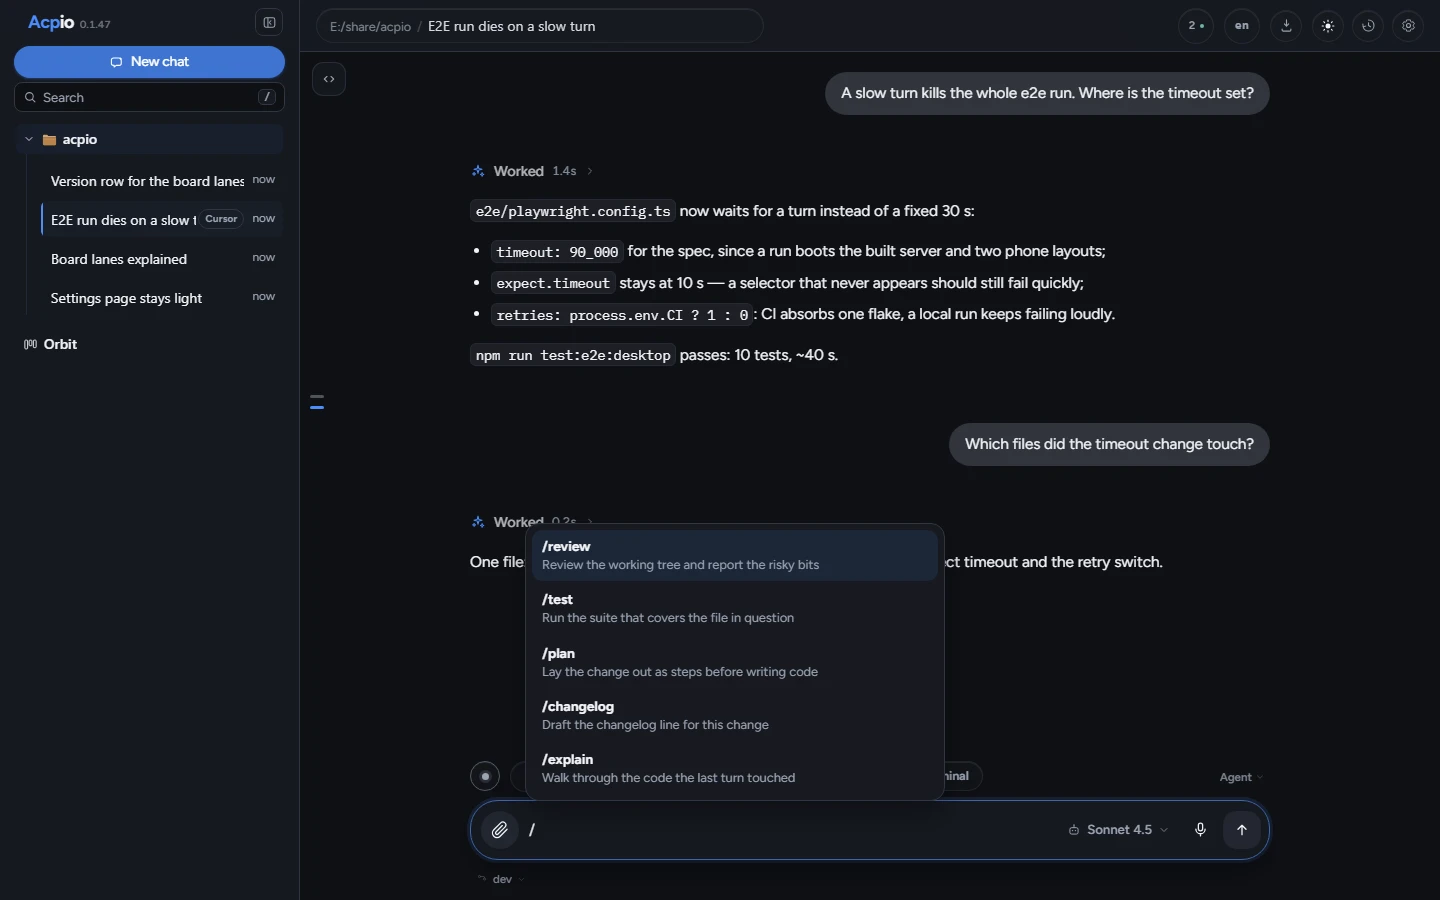 Acpio 0.1.47
New chat
Search /
acpio
Version row for the board lanes now
E2E run dies on a slow t Cursor now
Board lanes explained now
Settings page stays light now
Orbit
E:/share/acpio / E2E run dies on a slow turn
2
en
A slow turn kills the whole e2e run. Where is the timeout set?
Worked 1.4s
e2e/playwright.config.ts now waits for a turn instead of a fixed 30 s:
• timeout: 90_000 for the spec, since a run boots the built server and two phone layouts;
• expect.timeout stays at 10 s — a selector that never appears should still fail quickly;
• retries: process.env.CI ? 1 : 0: CI absorbs one flake, a local run keeps failing loudly.
npm run test:e2e:desktop passes: 10 tests, ~40 s.
Which files did the timeout change touch?
Worked 0.2s
One file: ct timeout and the retry switch.
/review
Review the working tree and report the risky bits
/test
Run the suite that covers the file in question
/plan
Lay the change out as steps before writing code
/changelog
Draft the changelog line for this change
/explain
Walk through the code the last turn touched
minal
Agent
/
Sonnet 4.5
dev